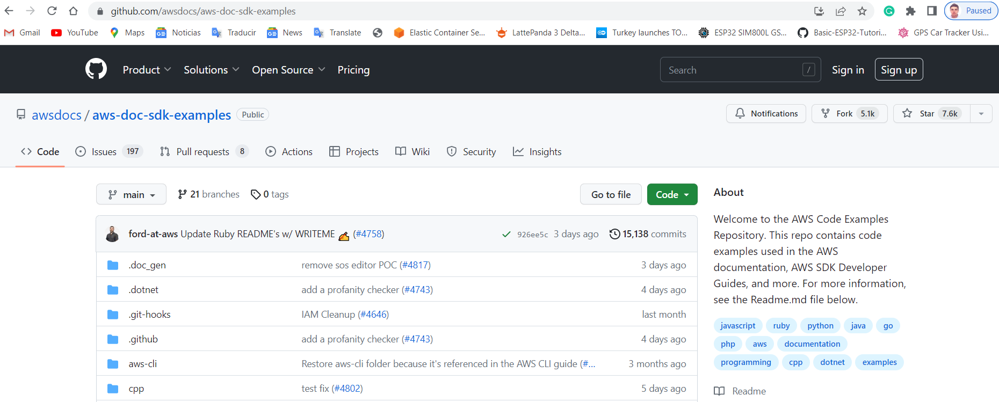 github.com/awsdocs/aws-doc-sdk-examples Paused
Gmail YouTube Maps Noticias Traducir News Translate Elastic Container Se... LattePanda 3 Delta... Turkey launches TO... ESP32 SIM800L GS... Basic-ESP32-Tutori... GPS Car Tracker Usi...
Product Solutions Open Source Pricing Search / Sign in Sign up
awsdocs / aws-doc-sdk-examples Public Notifications Fork 5.1k Star 7.6k
Code Issues 197 Pull requests 8 Actions Projects Wiki Security Insights
main 21 branches 0 tags Go to file Code
ford-at-aws Update Ruby README's w/ WRITEME ✍ (#4758) 926ee5c 3 days ago 15,138 commits
.doc_gen remove sos editor POC (#4817) 3 days ago
.dotnet add a profanity checker (#4743) 4 days ago
.git-hooks IAM Cleanup (#4646) last month
.github add a profanity checker (#4743) 4 days ago
aws-cli Restore aws-cli folder because it's referenced in the AWS CLI guide (#... 3 months ago
cpp test fix (#4802) 5 days ago
About
Welcome to the AWS Code Examples
Repository. This repo contains code
examples used in the AWS
documentation, AWS SDK Developer
Guides, and more. For more information,
see the Readme.md file below.
javascript ruby python java go
php aws documentation
programming cpp dotnet examples
Readme